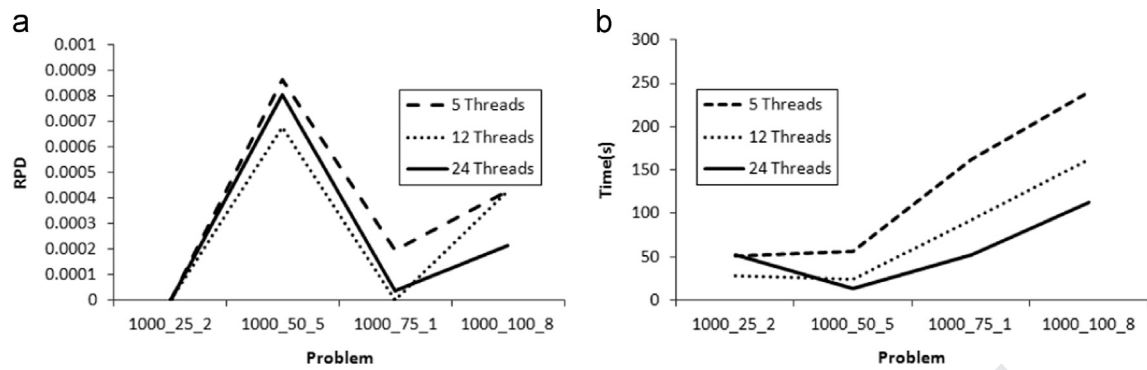 a
0.001
0.0009
0.0008
0.0007
0.0006
0.0005
0.0004
0.0003
0.0002
0.0001
0
RPD
5 Threads
12 Threads
24 Threads
1000_25_2 1000_50_5 1000_75_1 1000_100_8
Problem
b
300
250
200
150
100
50
0
Time(s)
5 Threads
12 Threads
24 Threads
1000_25_2 1000_50_5 1000_75_1 1000_100_8
Problem